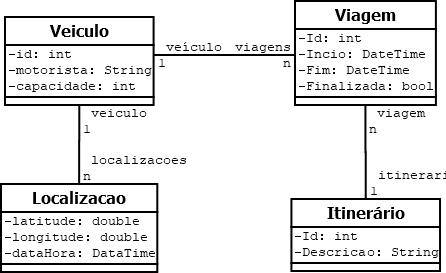 Veiculo
-id: int
-motorista: String
-capacidade: int
veículo viagens
1 n
Viagem
-Id: int
-Incio: DateTime
-Fim: DateTime
-Finalizada: bool
veiculo
1
localizacoes
n
viagem
n
itinerari
1
Localizacao
-latitude: double
-longitude: double
-dataHora: DataTime
Itinerário
-Id: int
-Descricao: String